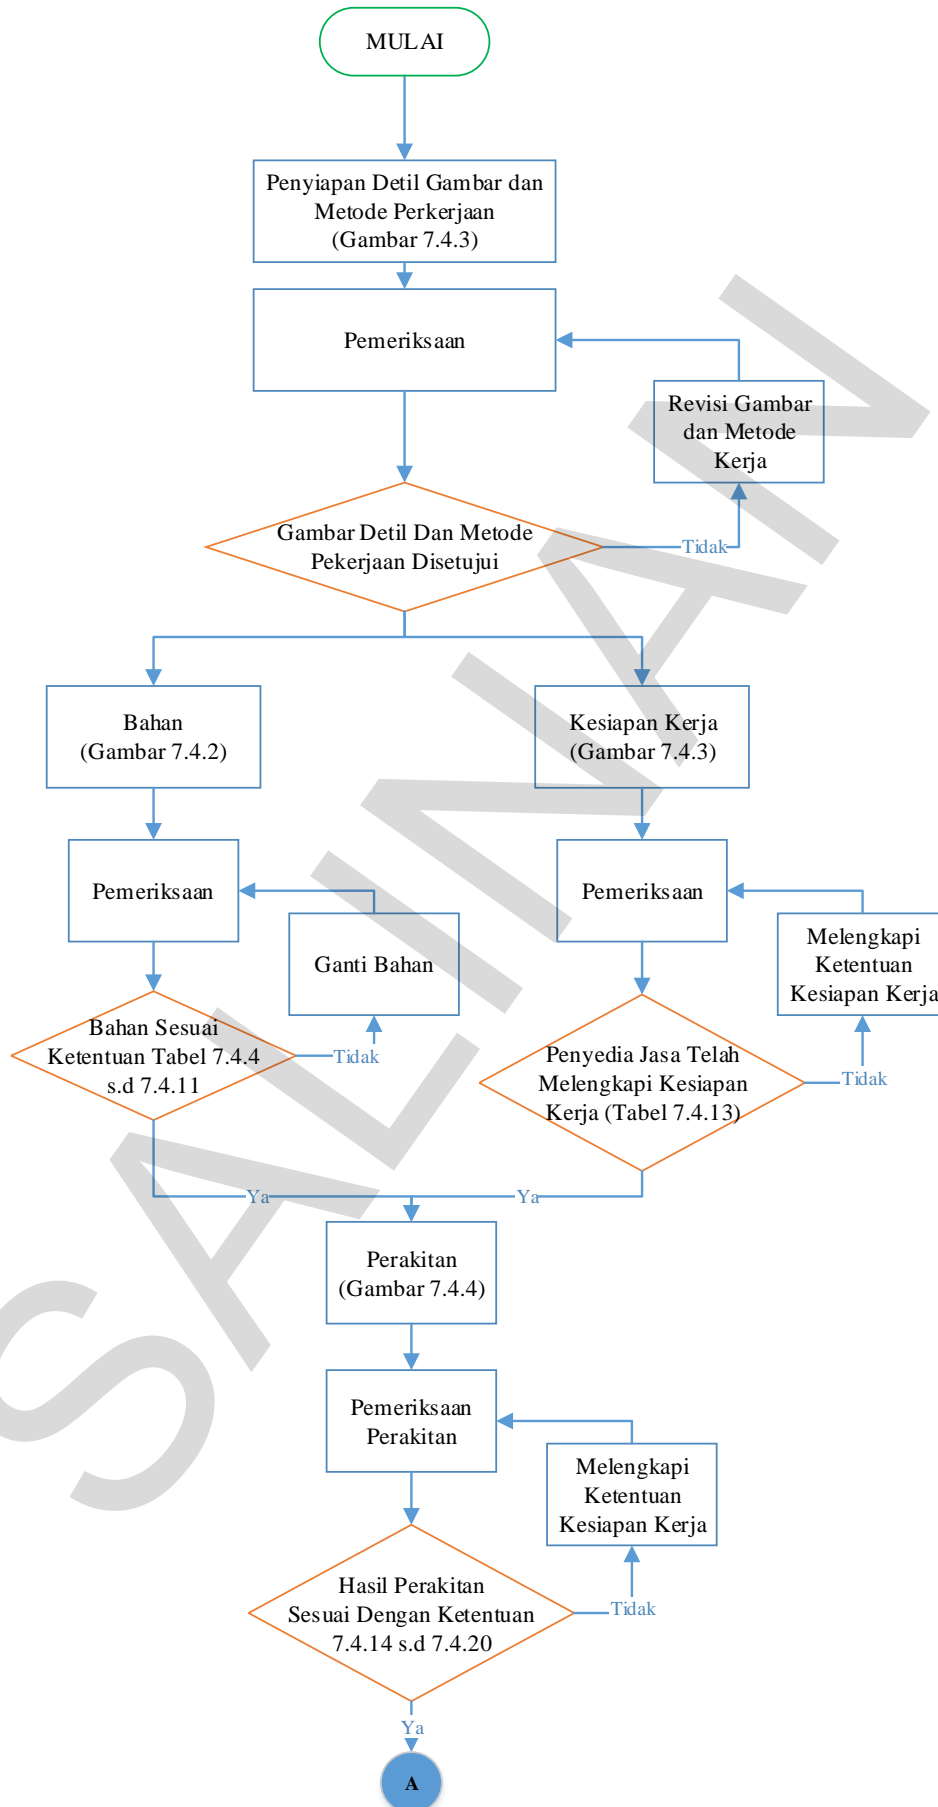 MULAI
Penyiapan Detil Gambar dan
Metode Perkerjaan
(Gambar 7.4.3)
Pemeriksaan
Revisi Gambar
dan Metode
Kerja
Gambar Detil Dan Metode
Pekerjaan Disetujui
Tidak
Bahan
(Gambar 7.4.2)
Kesiapan Kerja
(Gambar 7.4.3)
Pemeriksaan
Pemeriksaan
Ganti Bahan
Melengkapi
Ketentuan
Kesiapan Kerja
Bahan Sesuai
Ketentuan Tabel 7.4.4
s.d 7.4.11
Tidak
Penyedia Jasa Telah
Melengkapi Kesiapan
Kerja (Tabel 7.4.13)
Tidak
Ya
Ya
Perakitan
(Gambar 7.4.4)
Pemeriksaan
Perakitan
Melengkapi
Ketentuan
Kesiapan Kerja
Hasil Perakitan
Sesuai Dengan Ketentuan
7.4.14 s.d 7.4.20
Tidak
Ya
A
SALINAN